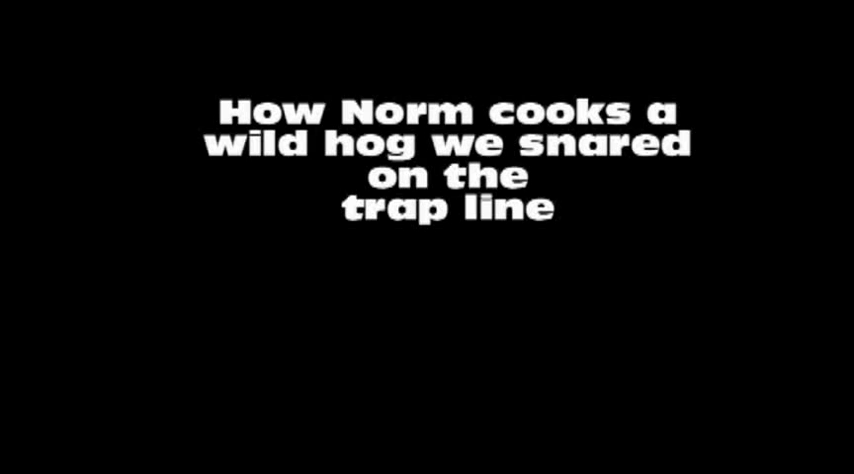 How Norm cooks a
wild hog we snared
on the
trap line